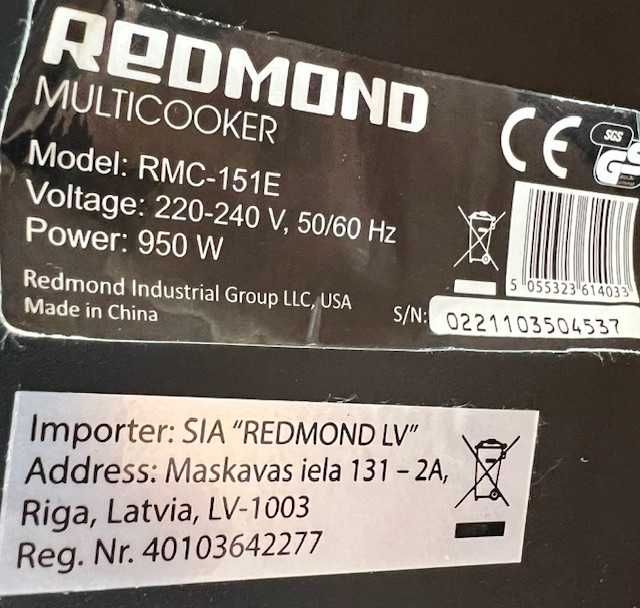 REDMOND
MULTICOOKER
Model: RMC-151E
Voltage: 220-240 V, 50/60 Hz
Power: 950 W
Redmond Industrial Group LLC, USA
Made in China
CE
SGS
GS
5 055323 614033
S/N: 0221103504537
Importer: SIA "REDMOND LV"
Address: Maskavas iela 131 – 2A,
Riga, Latvia, LV-1003
Reg. Nr. 40103642277